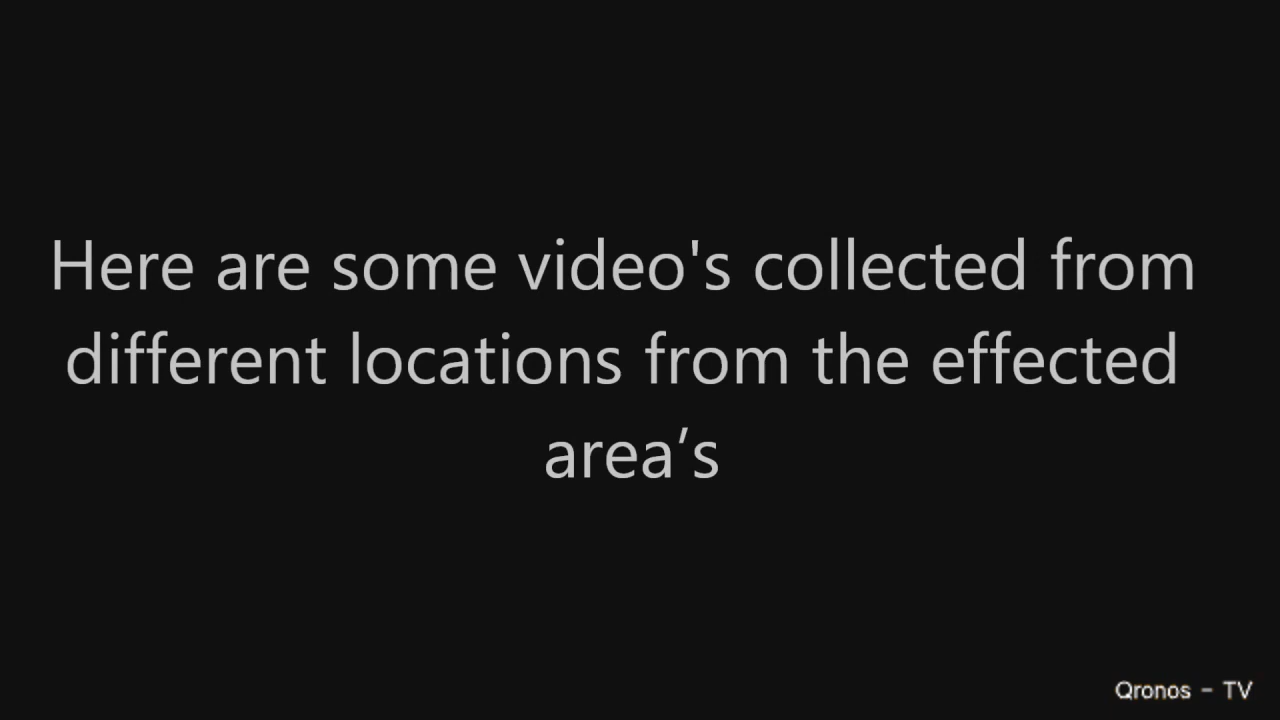 Here are some video's collected from
different locations from the effected
area’s
Qronos - TV